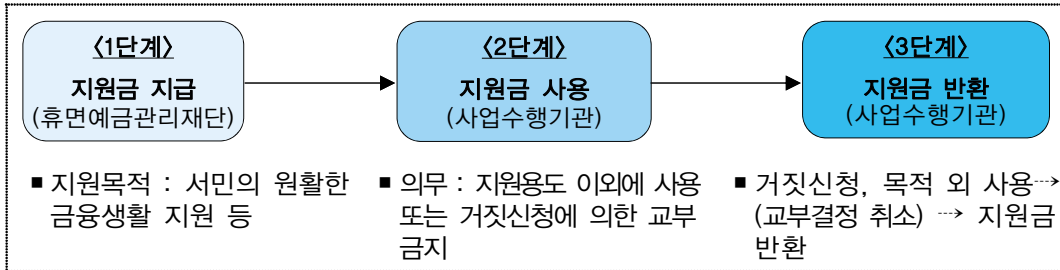 <1단계>
지원금 지급
(휴면예금관리재단)
<2단계>
지원금 사용
(사업수행기관)
<3단계>
지원금 반환
(사업수행기관)
▪ 지원목적 : 서민의 원활한
금융생활 지원 등
▪ 의무 : 지원용도 이외에 사용
또는 거짓신청에 의한 교부
금지
▪ 거짓신청, 목적 외 사용⇢
(교부결정 취소) ⇢ 지원금
반환